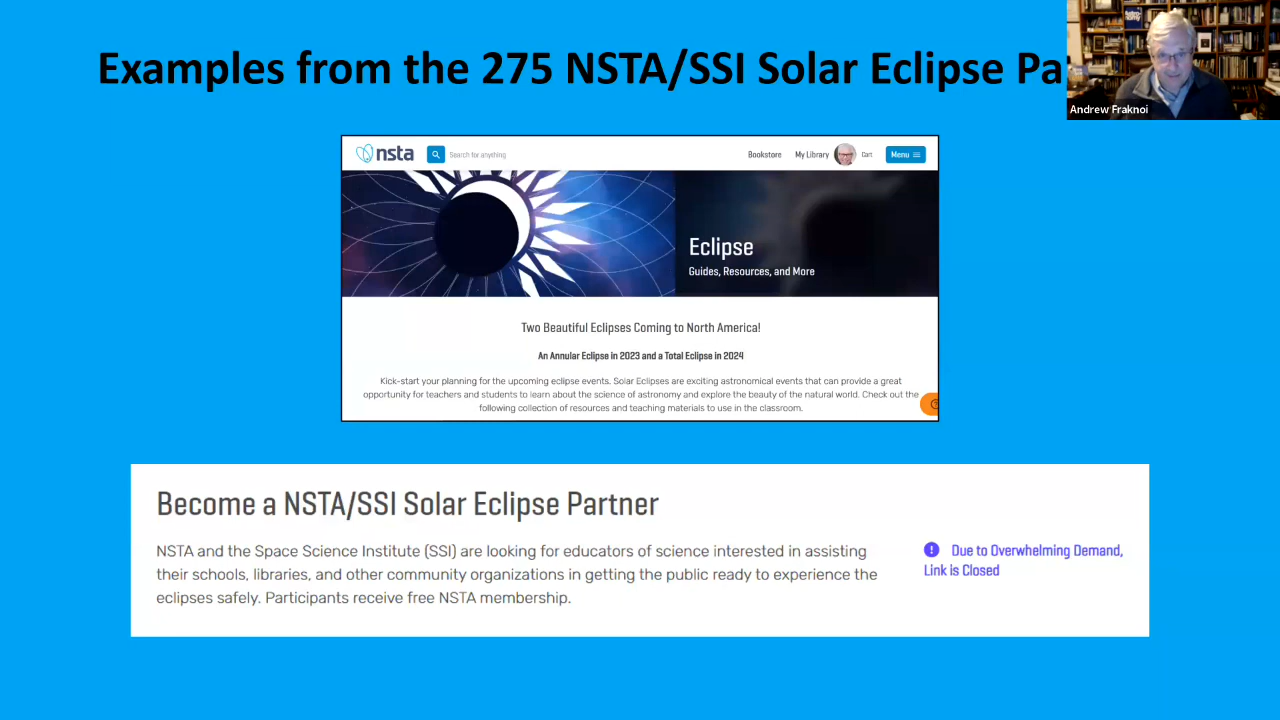 Examples from the 275 NSTA/SSI Solar Eclipse Pa
Andrew Fraknoi
nsta
Search for anything
Bookstore
My Library
Cart
Menu
Eclipse
Guides, Resources, and More
Two Beautiful Eclipses Coming to North America!
An Annular Eclipse in 2023 and a Total Eclipse in 2024
Kick-start your planning for the upcoming eclipse events. Solar Eclipses are exciting astronomical events that can provide a great
opportunity for teachers and students to learn about the science of astronomy and explore the beauty of the natural world. Check out the
following collection of resources and teaching materials to use in the classroom.
Become a NSTA/SSI Solar Eclipse Partner
NSTA and the Space Science Institute (SSI) are looking for educators of science interested in assisting
their schools, libraries, and other community organizations in getting the public ready to experience the
eclipses safely. Participants receive free NSTA membership.
Due to Overwhelming Demand,
Link is Closed